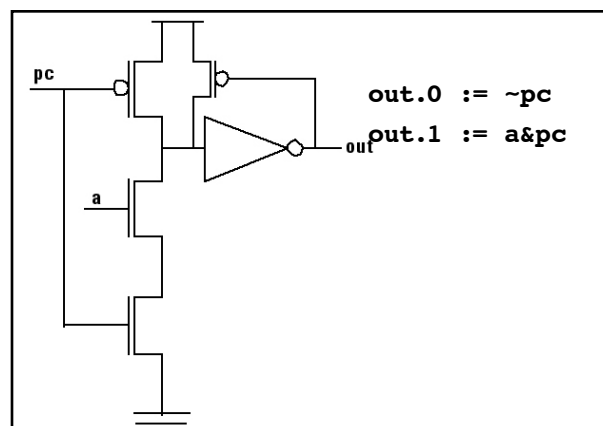 pc
out.0 := ~pc
out.1 := a&pc
out
a